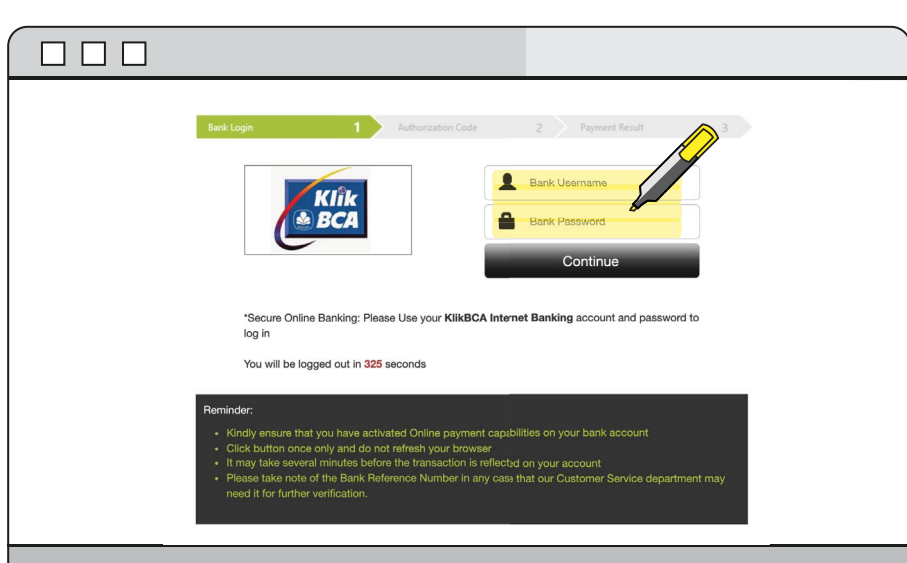 Bank Login 1 Authorization Code 2 Payment Result 3
Klik
BCA
Bank Username
Bank Password
Continue
*Secure Online Banking: Please Use your KlikBCA Internet Banking account and password to
log in
You will be logged out in 325 seconds
Reminder:
• Kindly ensure that you have activated Online payment capabilities on your bank account
• Click button once only and do not refresh your browser
• It may take several minutes before the transaction is reflected on your account
• Please take note of the Bank Reference Number in any case that our Customer Service department may
need it for further verification.